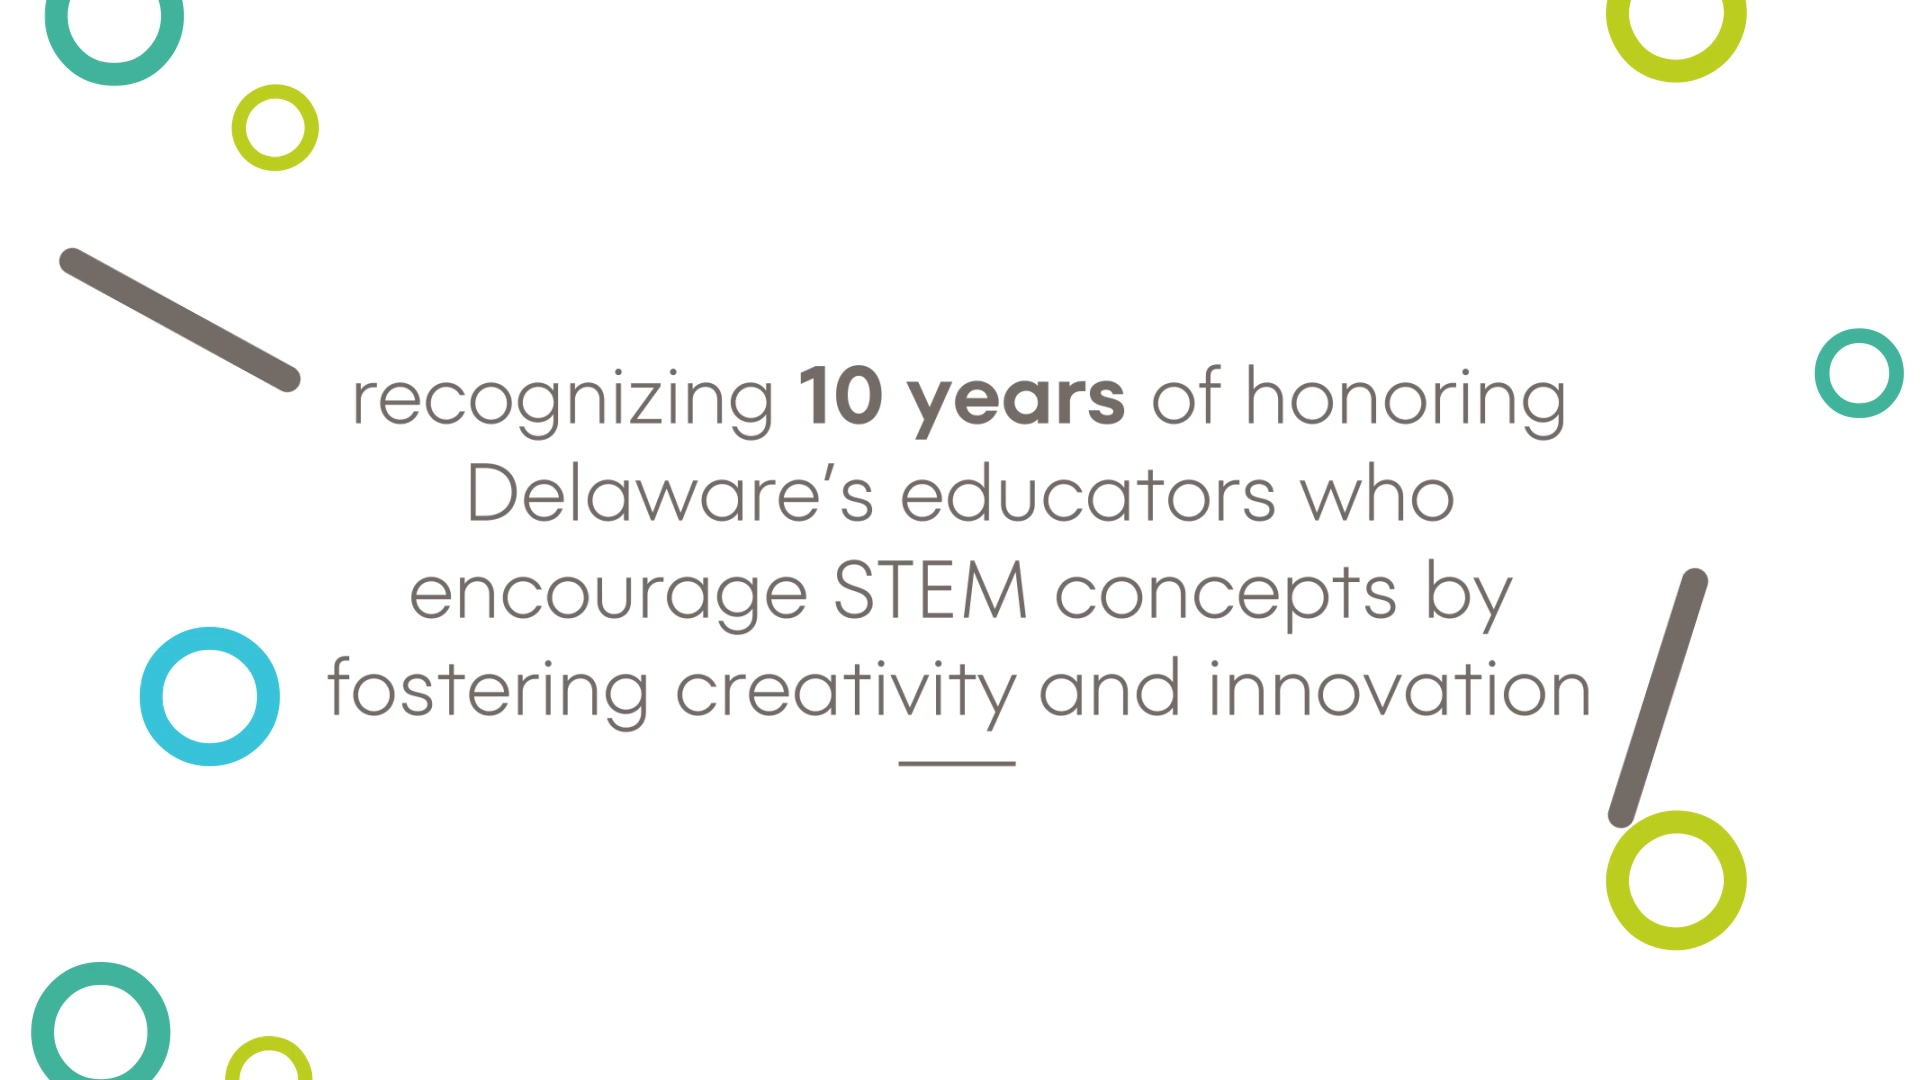 recognizing 10 years of honoring
Delaware’s educators who
encourage STEM concepts by
fostering creativity and innovation